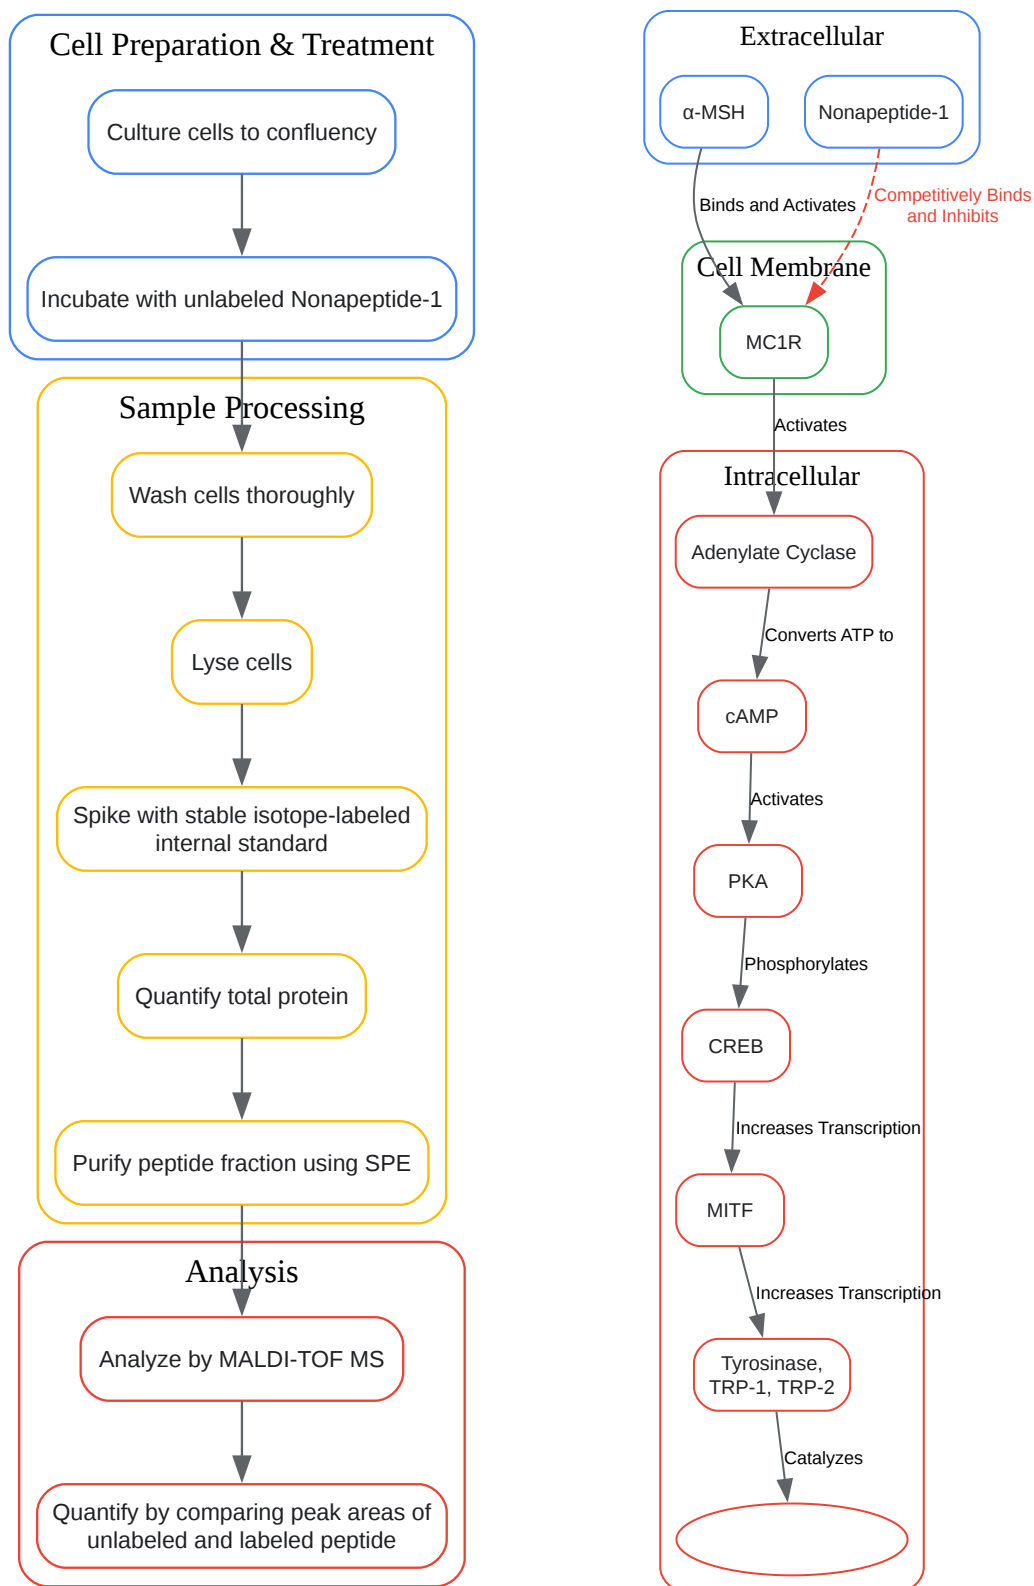 Cell Preparation & Treatment
Culture cells to confluency
Incubate with unlabeled Nonapeptide-1
Sample Processing
Wash cells thoroughly
Lyse cells
Spike with stable isotope-labeled
internal standard
Quantify total protein
Purify peptide fraction using SPE
Analysis
Analyze by MALDI-TOF MS
Quantify by comparing peak areas of
unlabeled and labeled peptide
Extracellular
α-MSH
Nonapeptide-1
Binds and Activates
Competitively Binds
and Inhibits
Cell Membrane
MC1R
Activates
Intracellular
Adenylate Cyclase
Converts ATP to
cAMP
Activates
PKA
Phosphorylates
CREB
Increases Transcription
MITF
Increases Transcription
Tyrosinase,
TRP-1, TRP-2
Catalyzes